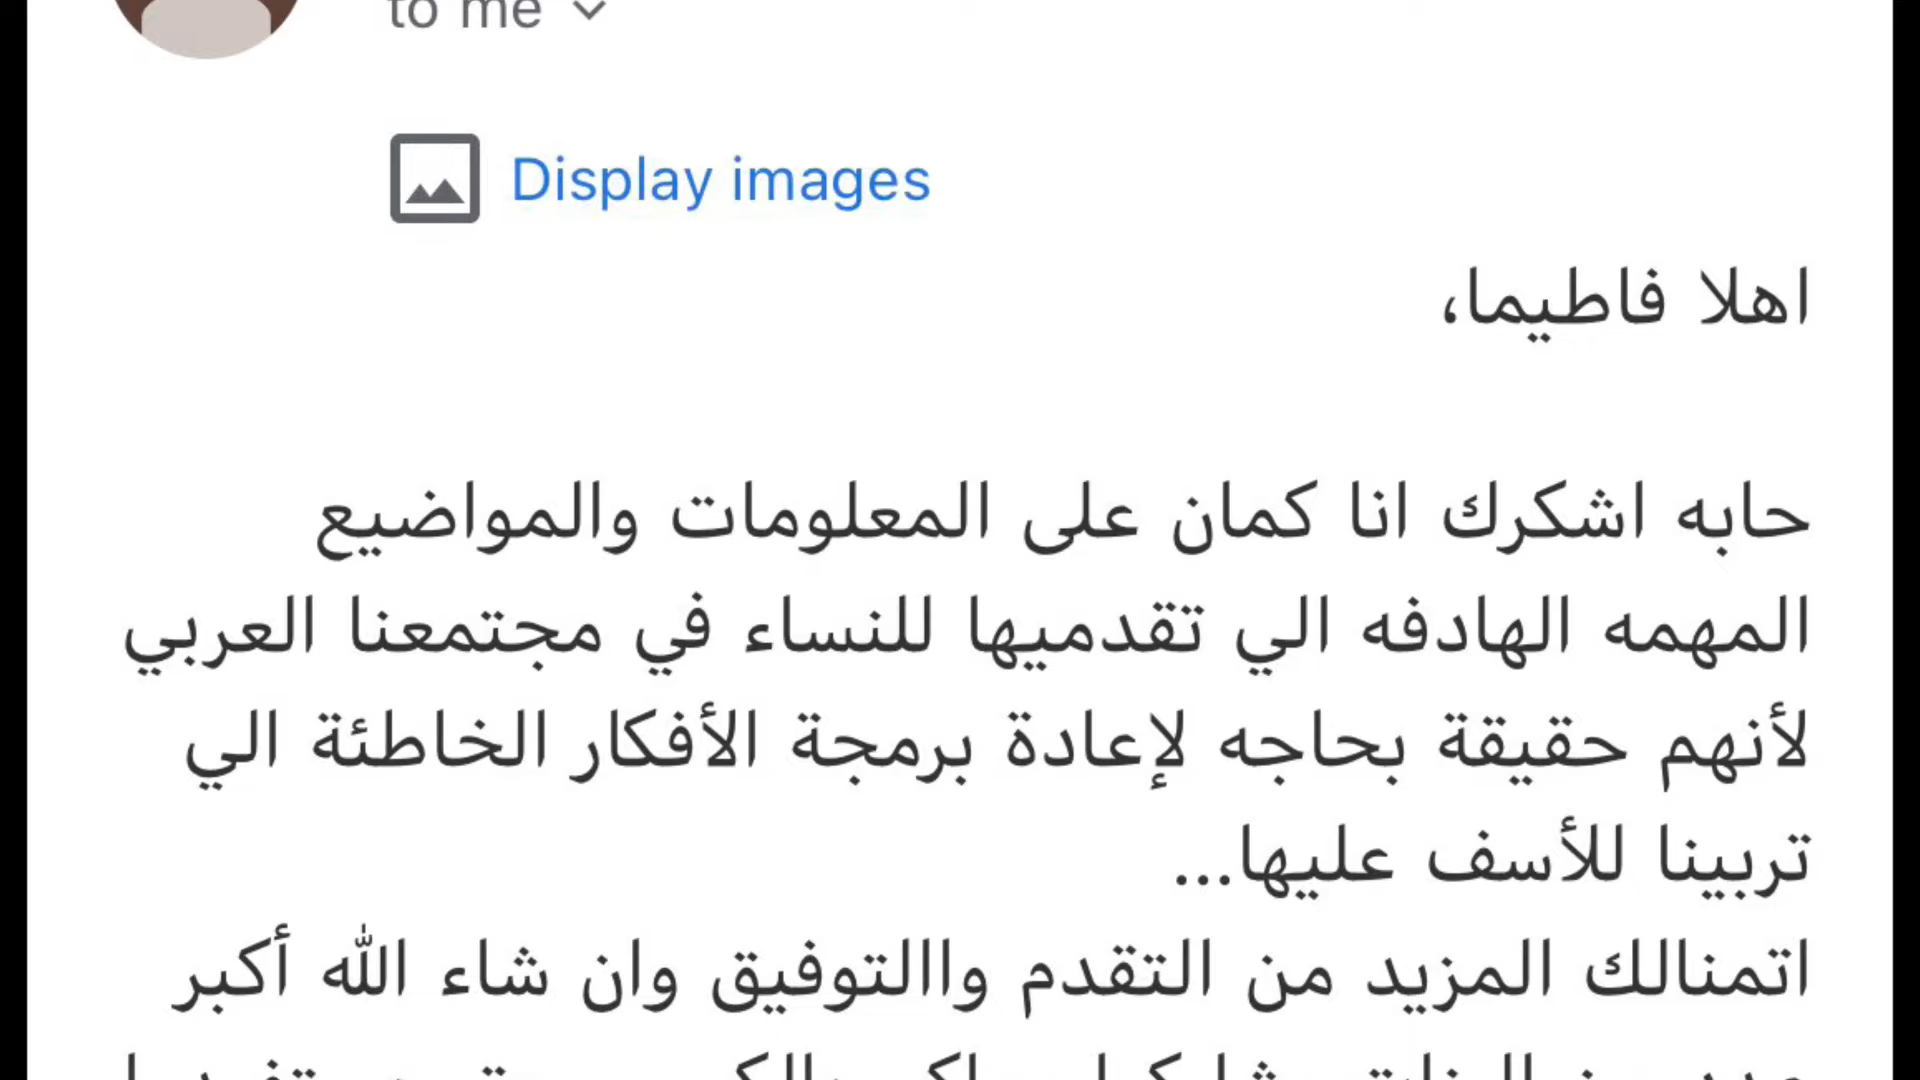 to me
Display images
اهلا فاطيما،
حابه اشكرك انا كمان على المعلومات والمواضيع
المهمه الهادفه الي تقدميها للنساء في مجتمعنا العربي
لأنهم حقيقة بحاجه لإعادة برمجة الأفكار الخاطئة الي
تربينا للأسف عليها...
اتمنالك المزيد من التقدم واالتوفيق وان شاء الله أكبر